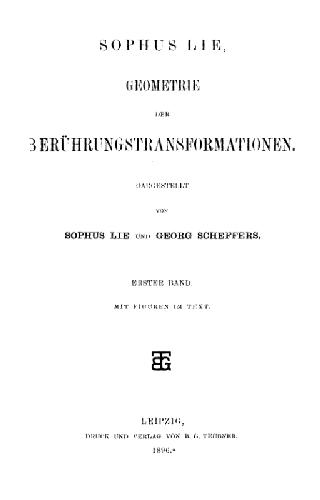 SOPHUS LIE,
GEOMETRIE
DER
BERÜHRUNGSTRANSFORMATIONEN.
DARGESTELLT
VON
SOPHUS LIE UND GEORG SCHEFFERS.
ERSTER BAND.
MIT FIGUREN IM TEXT.
BTG
LEIPZIG,
DRUCK UND VERLAG VON B. G. TEUBNER.
1896.